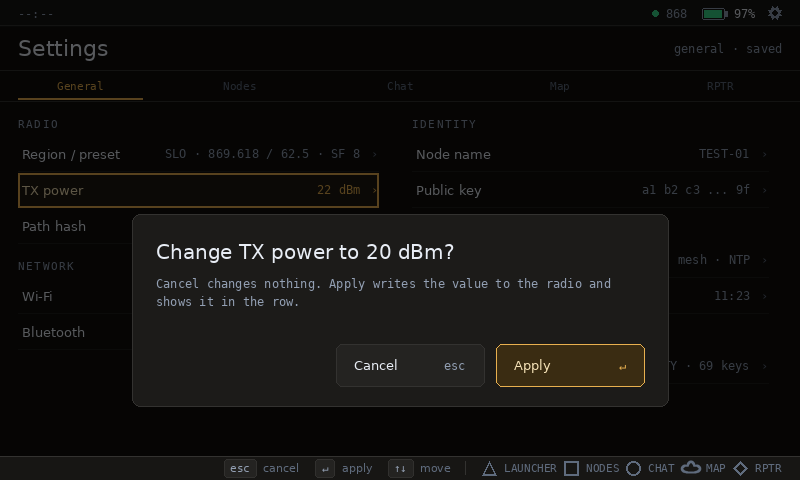 --:-- 868 97%
Settings general · saved
General Nodes Chat Map RPTR
RADIO IDENTITY
Region / preset SLO · 869.618 / 62.5 · SF 8 › Node name TEST-01 ›
TX power 22 dBm › Public key a1 b2 c3 ... 9f ›
Path hash
Change TX power to 20 dBm?
NETWORK mesh · NTP ›
Cancel changes nothing. Apply writes the value to the radio and
shows it in the row.
Wi-Fi 11:23 ›
Bluetooth
Cancel esc Apply ↵ · 69 keys ›
esc cancel ↵ apply ↑↓ move LAUNCHER NODES CHAT MAP RPTR